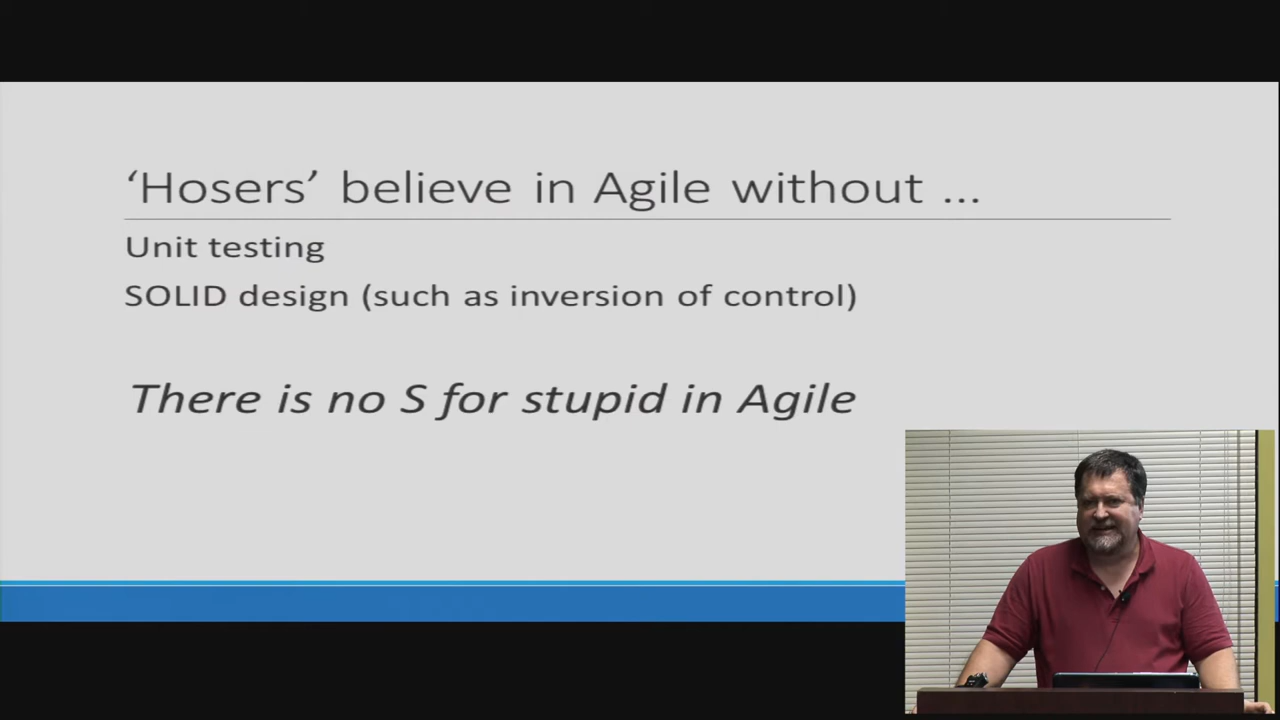 ‘Hosers’ believe in Agile without ...
Unit testing
SOLID design (such as inversion of control)
There is no S for stupid in Agile